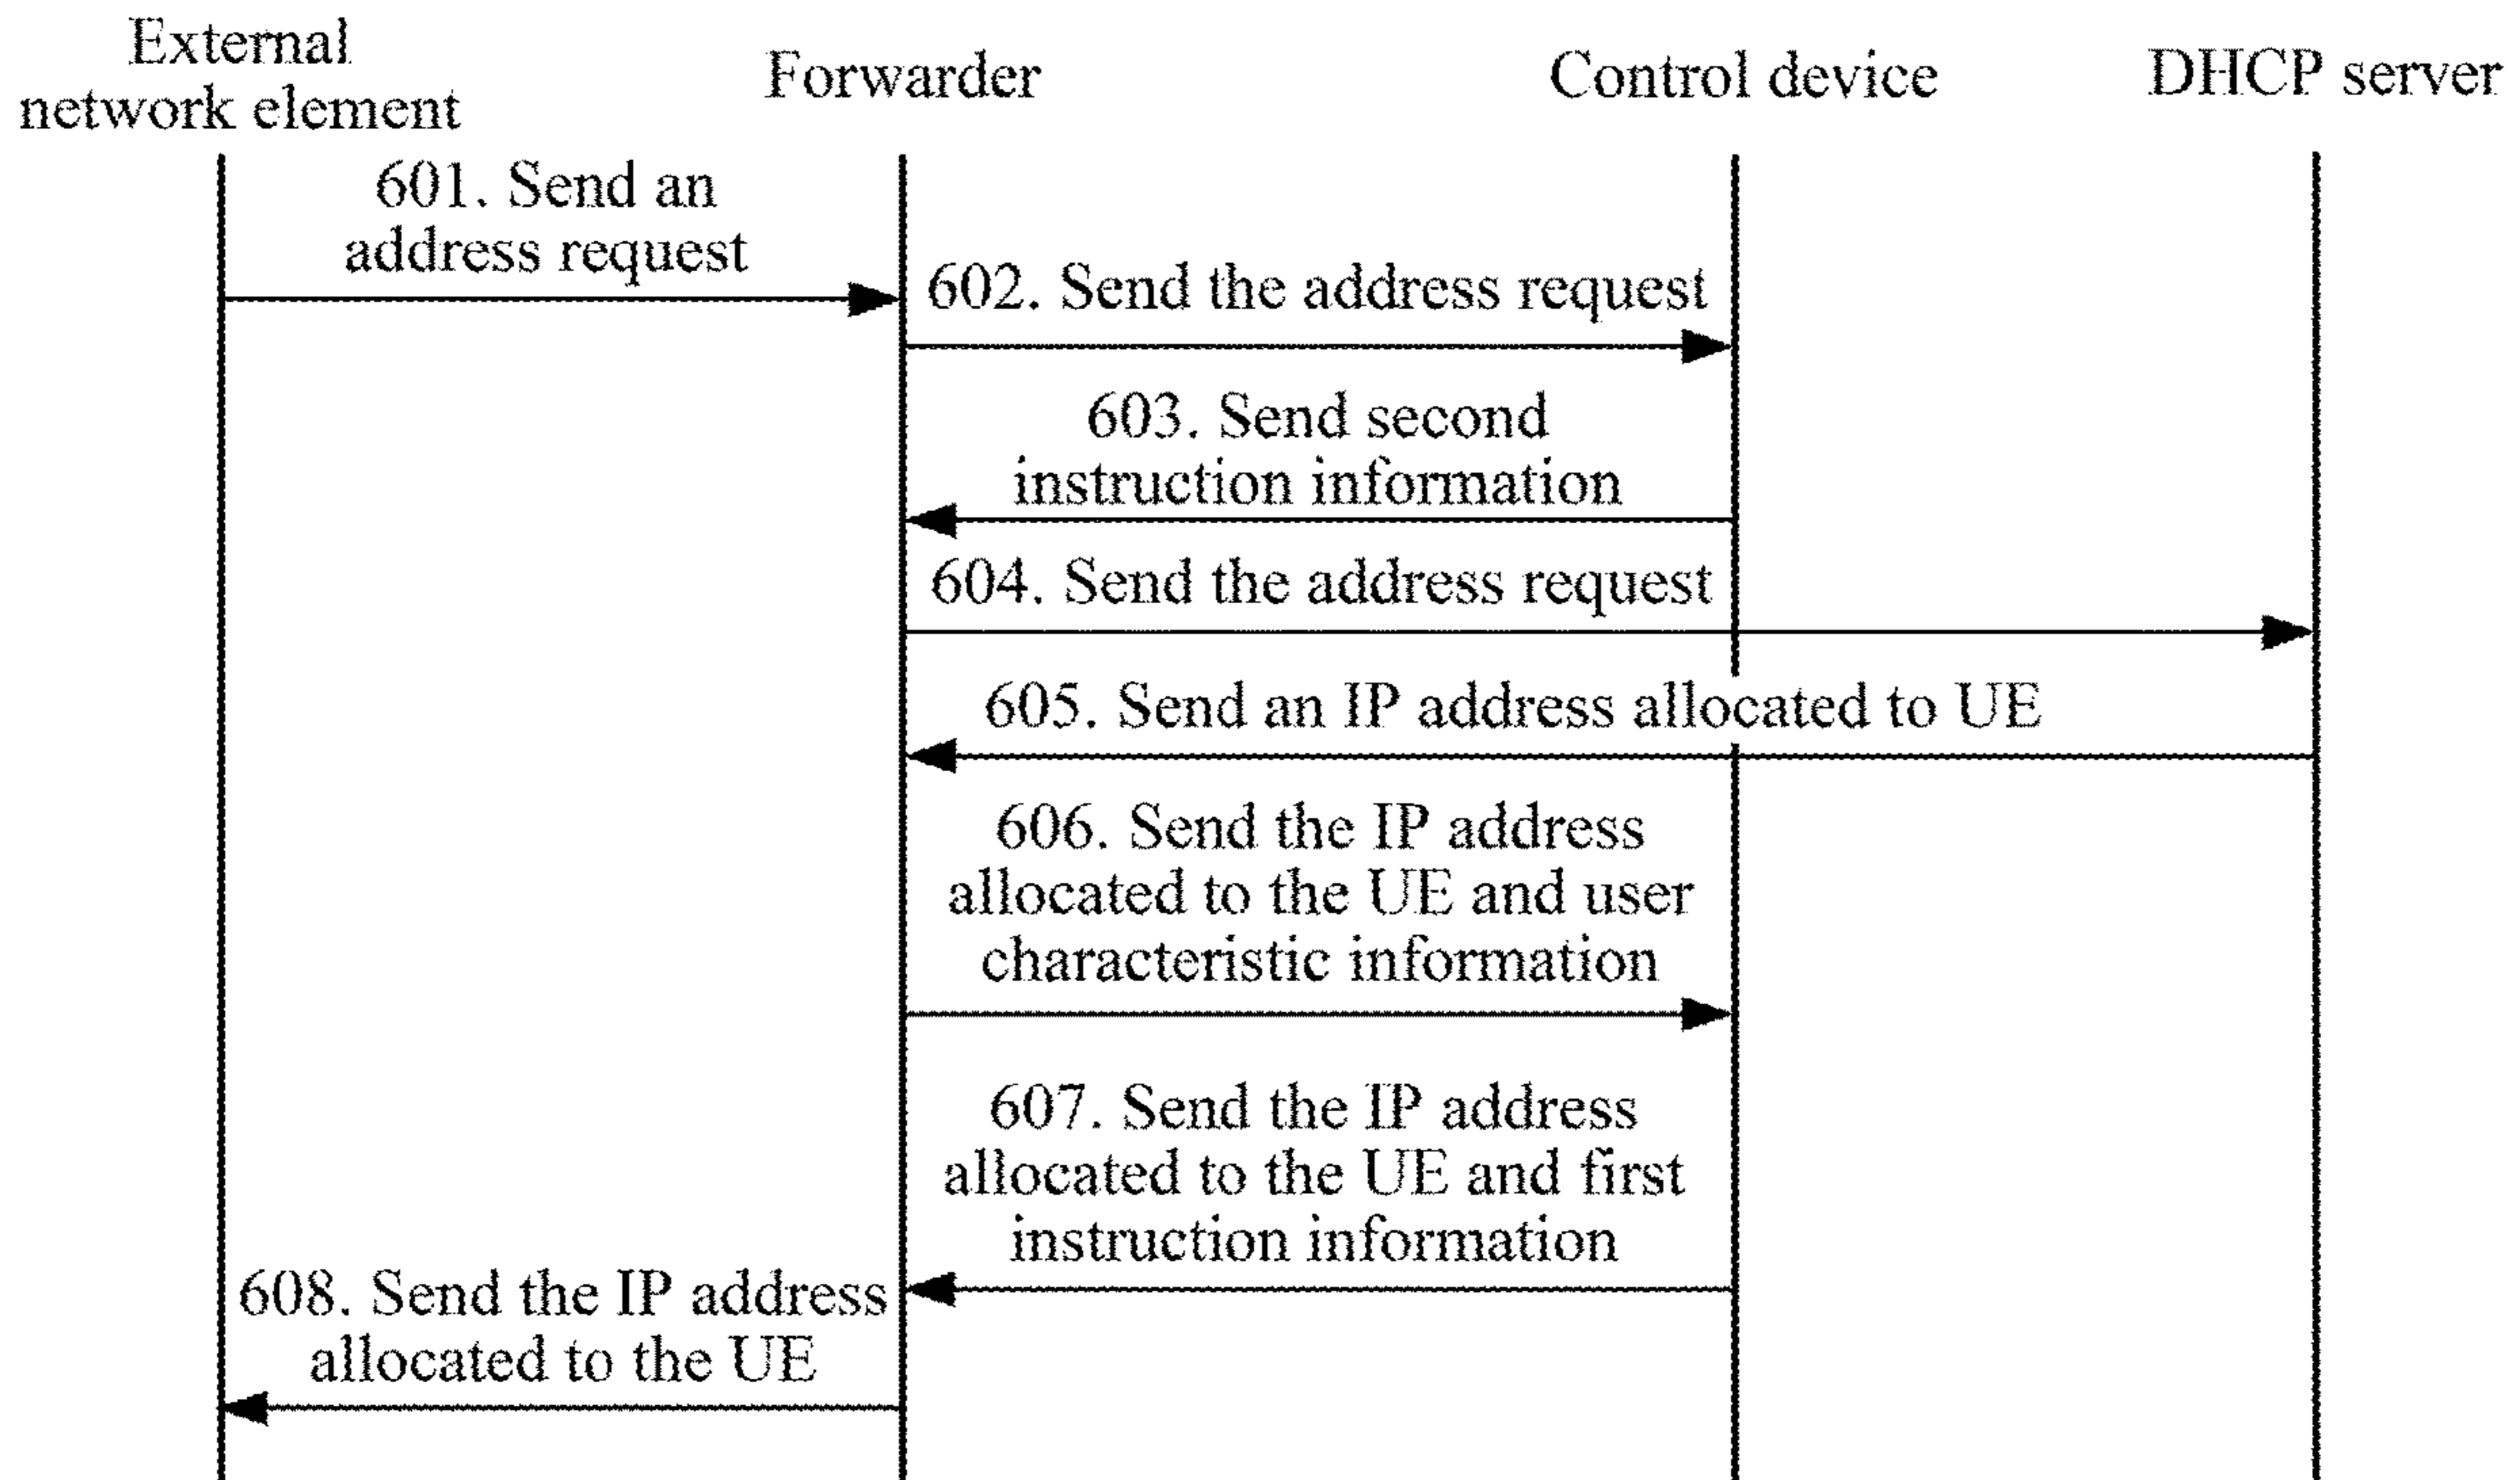 External
network element
Forwarder
Control device
DHCP server
601. Send an
address request
602. Send the address request
603. Send second
instruction information
604. Send the address request
605. Send an IP address allocated to UE
606. Send the IP address
allocated to the UE and user
characteristic information
607. Send the IP address
allocated to the UE and first
instruction information
608. Send the IP address
allocated to the UE